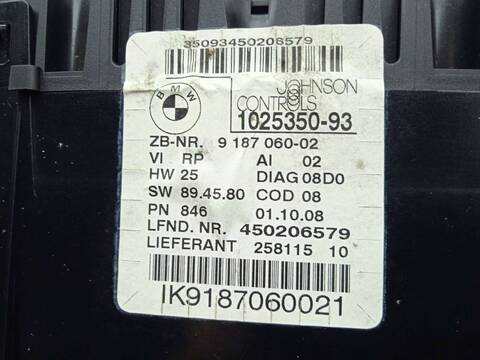 35093450206579
BMW
JOHNSON
CONTROLS
1025350-93
ZB-NR. 9 187 060-02
VI RP AI 02
HW 25 DIAG 08D0
SW 89.45.80 COD 08
PN 846 01.10.08
LFND. NR. 450206579
LIEFERANT 258115 10
IK9187060021